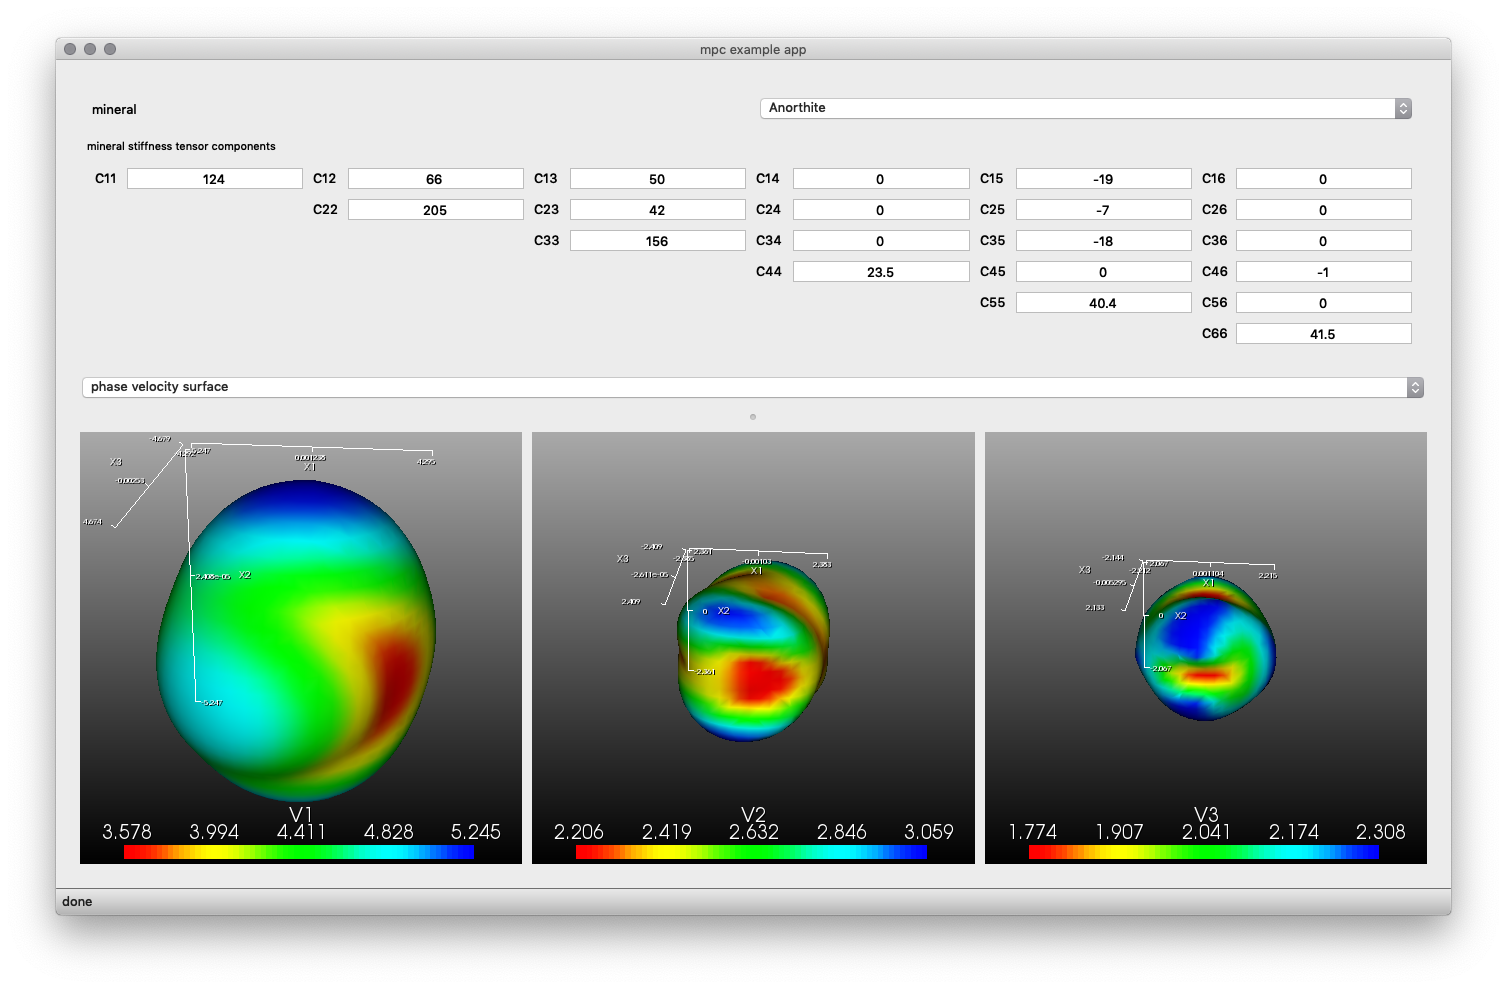 mpc example app
mineral
Anorthite
mineral stiffness tensor components
C11 124 C12 66 C13 50 C14 0 C15 -19 C16 0
C22 205 C23 42 C24 0 C25 -7 C26 0
C33 156 C34 0 C35 -18 C36 0
C44 23.5 C45 0 C46 -1
C55 40.4 C56 0
C66 41.5
phase velocity surface
-4.679
X3
-0.00253
4.674
0.001236
X1
4.295
2.408e-05 X2
-5.247
V1
3.578 3.994 4.411 4.828 5.245
-2.409
X3
-2.611e-05
2.409
2.361
-0.00103
X1
2.383
0 X2
-2.361
V2
2.206 2.419 2.632 2.846 3.059
-2.144
X3
-0.005295
2.133
2.067
0.001104
X1
2.215
0 X2
-2.067
V3
1.774 1.907 2.041 2.174 2.308
done